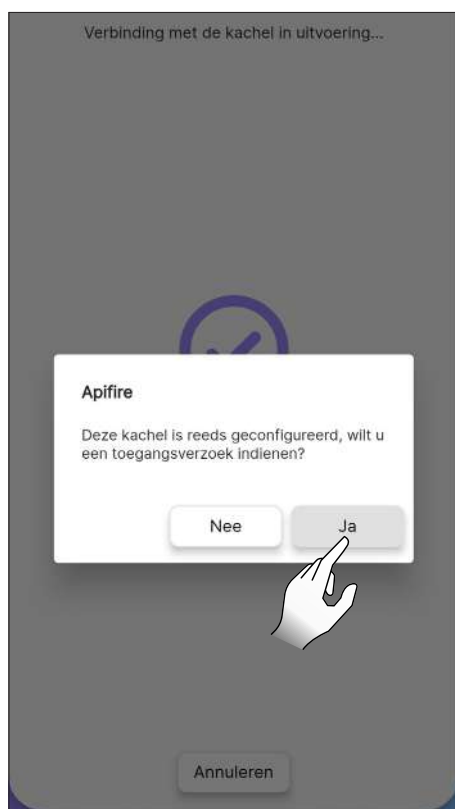 Verbinding met de kachel in uitvoering...
Apifire
Deze kachel is reeds geconfigureerd, wilt u
een toegangsverzoek indienen?
Nee
Ja
Annuleren